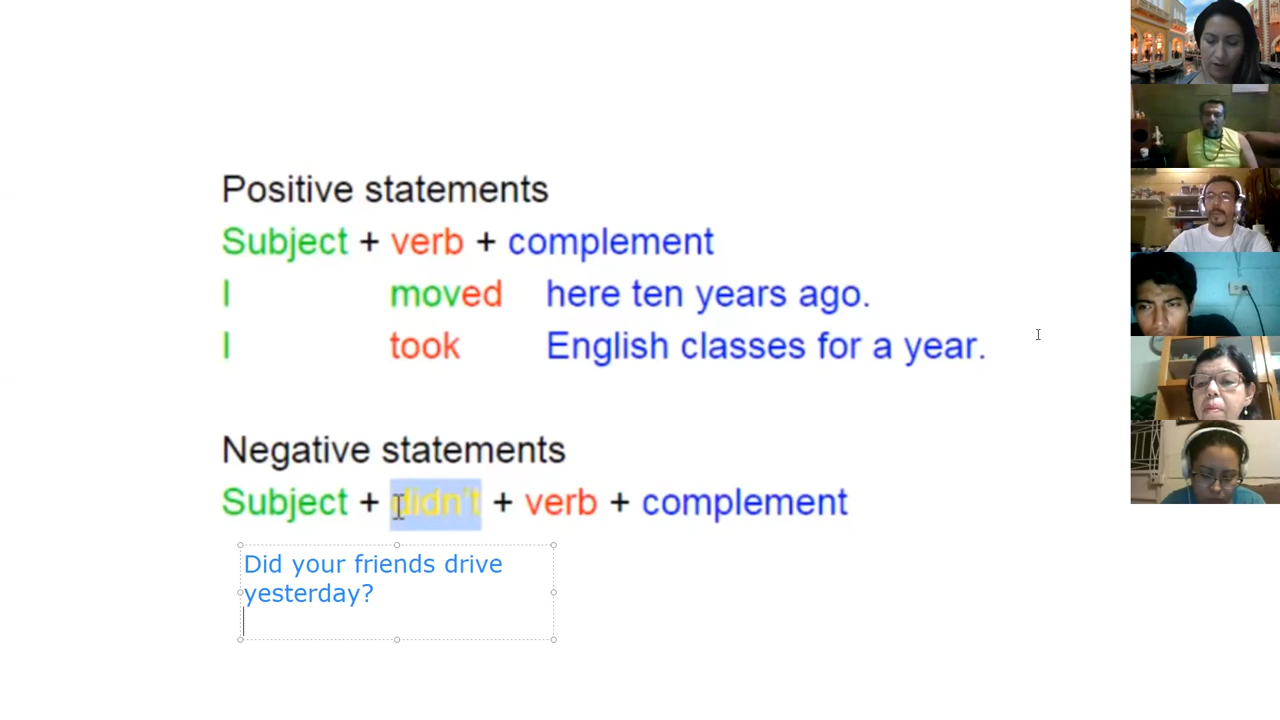 Positive statements
Subject + verb + complement
I moved here ten years ago.
I took English classes for a year.
Negative statements
Subject + didn't + verb + complement
Did your friends drive
yesterday?